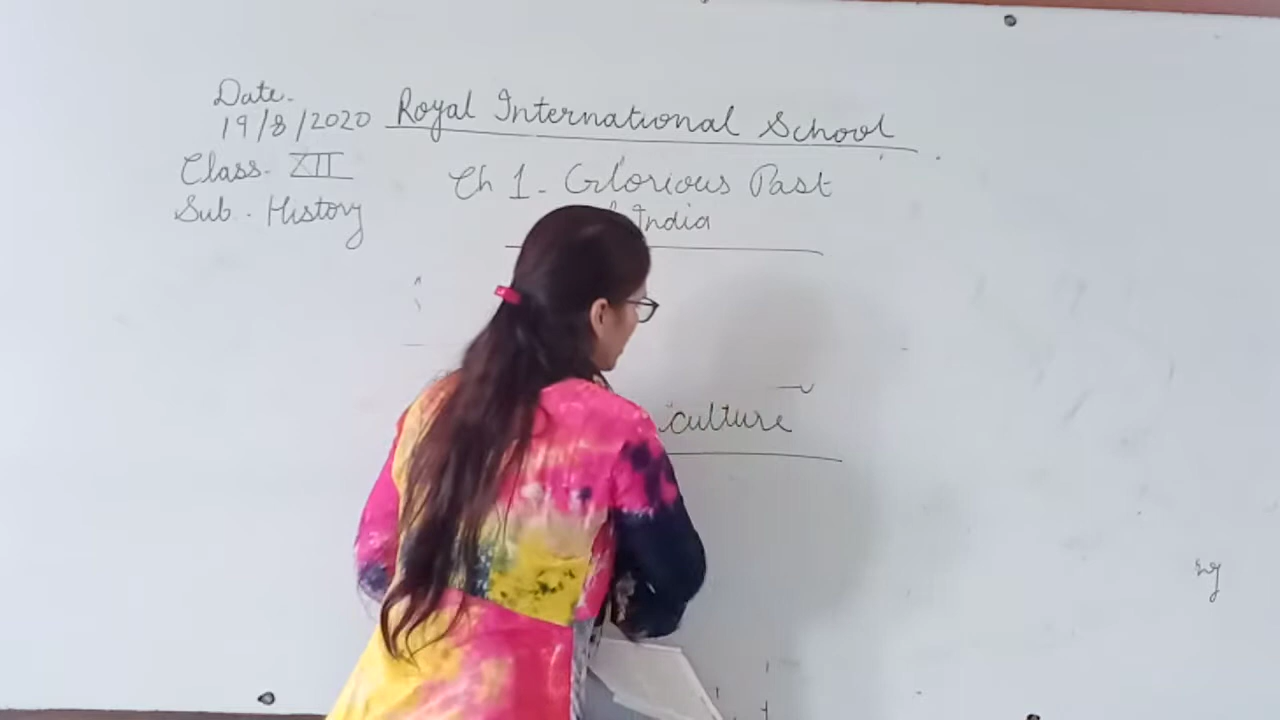 Date.
19/8/2020
Royal International School
Class- XII
Ch 1. Glorious Past
Sub. History
India
culture